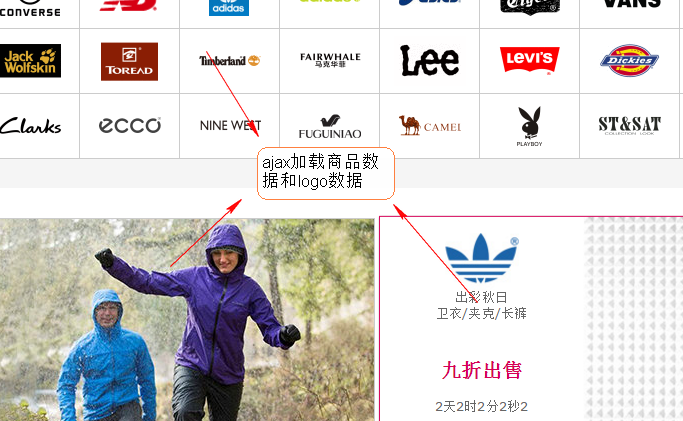 CONVERSE
adidas
VANS
Jack
Wolfskin
TOREAD
Timberland
FAIRWHALE
马克华菲
Lee
LEVI'S
Dickies
Clarks
ecco
NINE WEST
FUGUINIAO
CAMEL
PLAYBOY
ST&SAT
COLLECTION LOOK
ajax加载商品数
据和logo数据
出彩秋日
卫衣/夹克/长裤
九折出售
2天2时2分2秒2